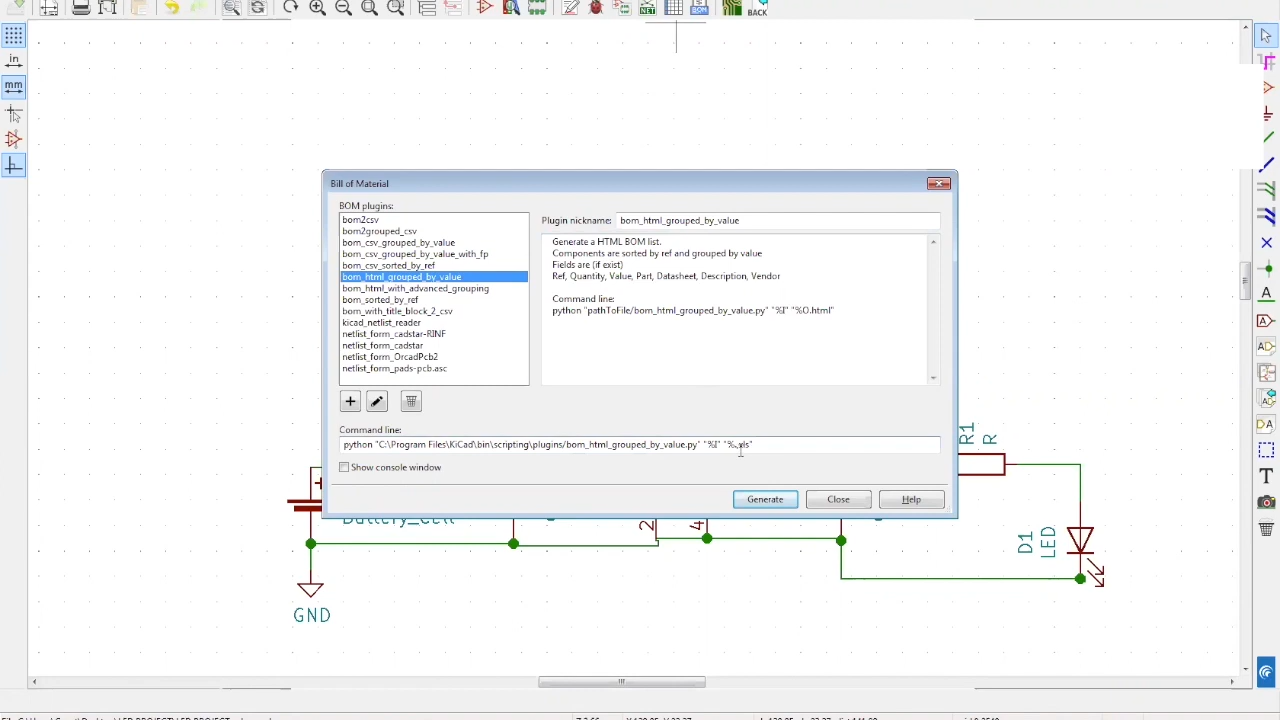 BACK
in
mm
Bill of Material
BOM plugins:
bom2csv
bom2grouped_csv
bom_csv_grouped_by_value
bom_csv_grouped_by_value_with_fp
bom_csv_sorted_by_ref
bom_html_grouped_by_value
bom_html_with_advanced_grouping
bom_sorted_by_ref
bom_with_title_block_2_csv
kicad_netlist_reader
netlist_form_cadstar-RINF
netlist_form_cadstar
netlist_form_OrcadPcb2
netlist_form_pads-pcb.asc
Plugin nickname: bom_html_grouped_by_value
Generate a HTML BOM list.
Components are sorted by ref and grouped by value
Fields are (if exist)
Ref, Quantity, Value, Part, Datasheet, Description, Vendor
Command line:
python "pathToFile/bom_html_grouped_by_value.py" "%I" "%O.html"
Command line:
python "C:\Program Files\KiCad\bin\scripting\plugins/bom_html_grouped_by_value.py" "%I"
Show console window
Generate
Close
Help
R1
R
2
4
D1
LED
GND